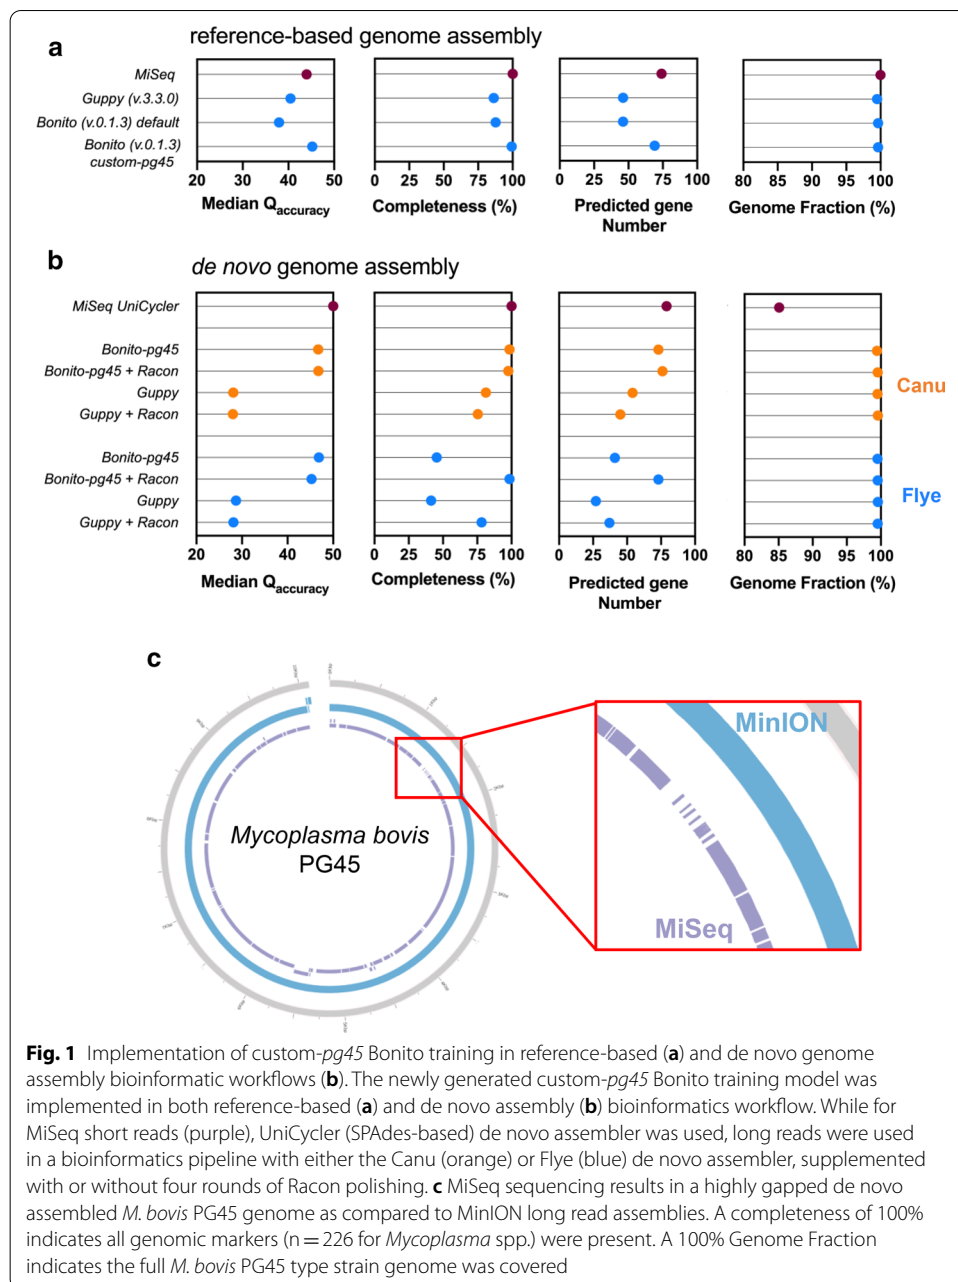 a
reference-based genome assembly
MiSeq
Guppy (v.3.3.0)
Bonito (v.0.1.3) default
Bonito (v.0.1.3)
custom-pg45
20 30 40 50
0 25 50 75 100
0 25 50 75 100
80 85 90 95 100
Median Qaccuracy
Completeness (%)
Predicted gene
Number
Genome Fraction (%)
b
de novo genome assembly
MiSeq UniCycler
Bonito-pg45
Bonito-pg45 + Racon
Guppy
Guppy + Racon
Canu
Bonito-pg45
Bonito-pg45 + Racon
Guppy
Guppy + Racon
Flye
20 30 40 50
0 25 50 75 100
0 25 50 75 100
80 85 90 95 100
Median Qaccuracy
Completeness (%)
Predicted gene
Number
Genome Fraction (%)
c
Mycoplasma bovis
PG45
MinION
MiSeq
Fig. 1 Implementation of custom-pg45 Bonito training in reference-based (a) and de novo genome
assembly bioinformatic workflows (b). The newly generated custom-pg45 Bonito training model was
implemented in both reference-based (a) and de novo assembly (b) bioinformatics workflow. While for
MiSeq short reads (purple), UniCycler (SPAdes-based) de novo assembler was used, long reads were used
in a bioinformatics pipeline with either the Canu (orange) or Flye (blue) de novo assembler, supplemented
with or without four rounds of Racon polishing. c MiSeq sequencing results in a highly gapped de novo
assembled M. bovis PG45 genome as compared to MinION long read assemblies. A completeness of 100%
indicates all genomic markers (n = 226 for Mycoplasma spp.) were present. A 100% Genome Fraction
indicates the full M. bovis PG45 type strain genome was covered